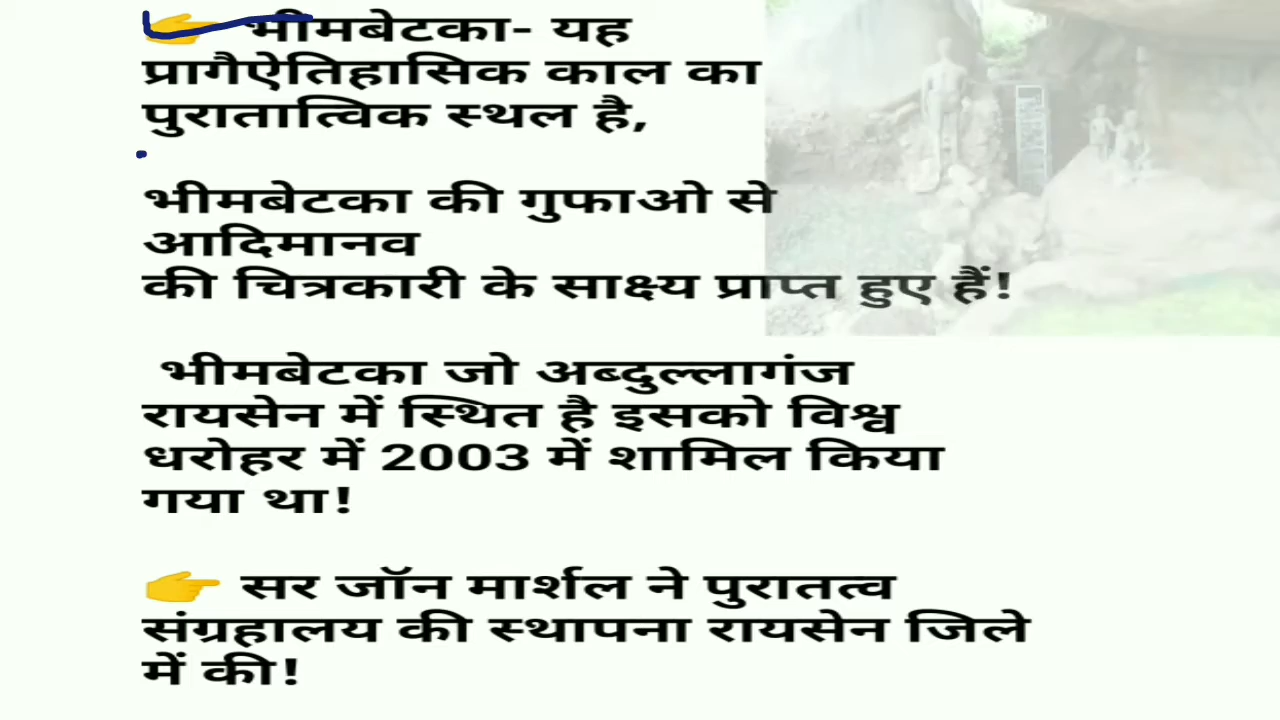 👉 भीमबेटका- यह
प्रागैऐतिहासिक काल का
पुरातात्विक स्थल है,
भीमबेटका की गुफाओ से
आदिमानव
की चित्रकारी के साक्ष्य प्राप्त हुए हैं!
भीमबेटका जो अब्दुल्लागंज
रायसेन में स्थित है इसको विश्व
धरोहर में 2003 में शामिल किया
गया था!
👉 सर जॉन मार्शल ने पुरातत्व
संग्रहालय की स्थापना रायसेन जिले
में की!